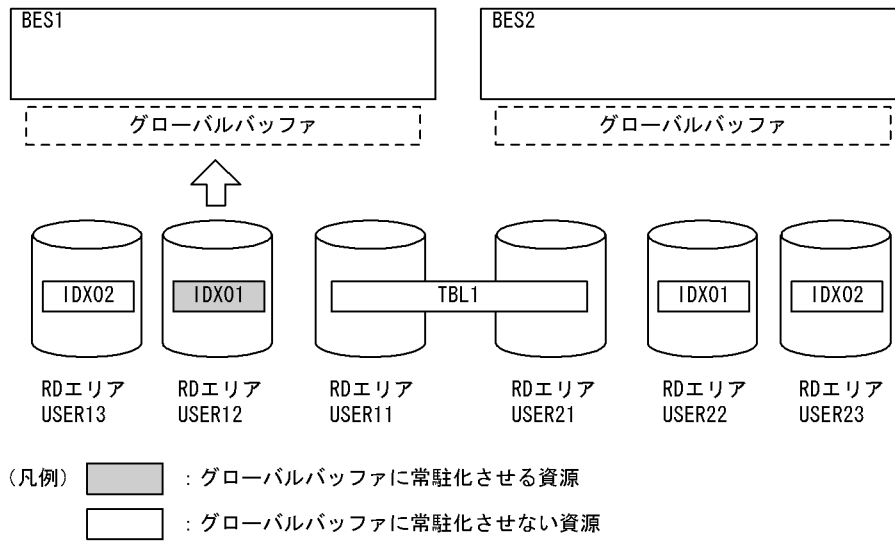 BES1 BES2
グローバルバッファ グローバルバッファ
IDX02 IDX01 TBL1 IDX01 IDX02
RDエリア RDエリア RDエリア RDエリア RDエリア RDエリア
USER13 USER12 USER11 USER21 USER22 USER23
(凡例) :グローバルバッファに常駐化させる資源
:グローバルバッファに常駐化させない資源